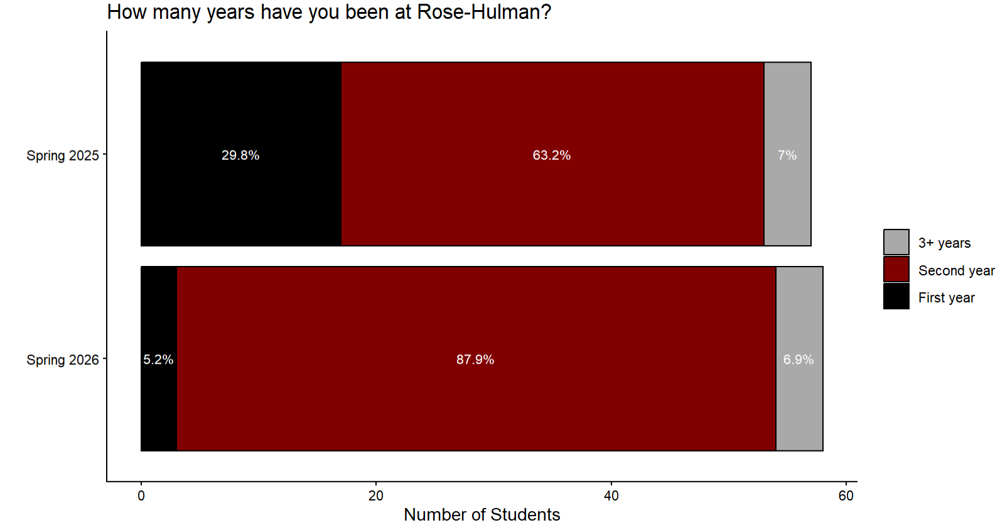 How many years have you been at Rose-Hulman?
Spring 2025
29.8%
63.2%
7%
Spring 2026
5.2%
87.9%
6.9%
3+ years
Second year
First year
0
20
40
60
Number of Students